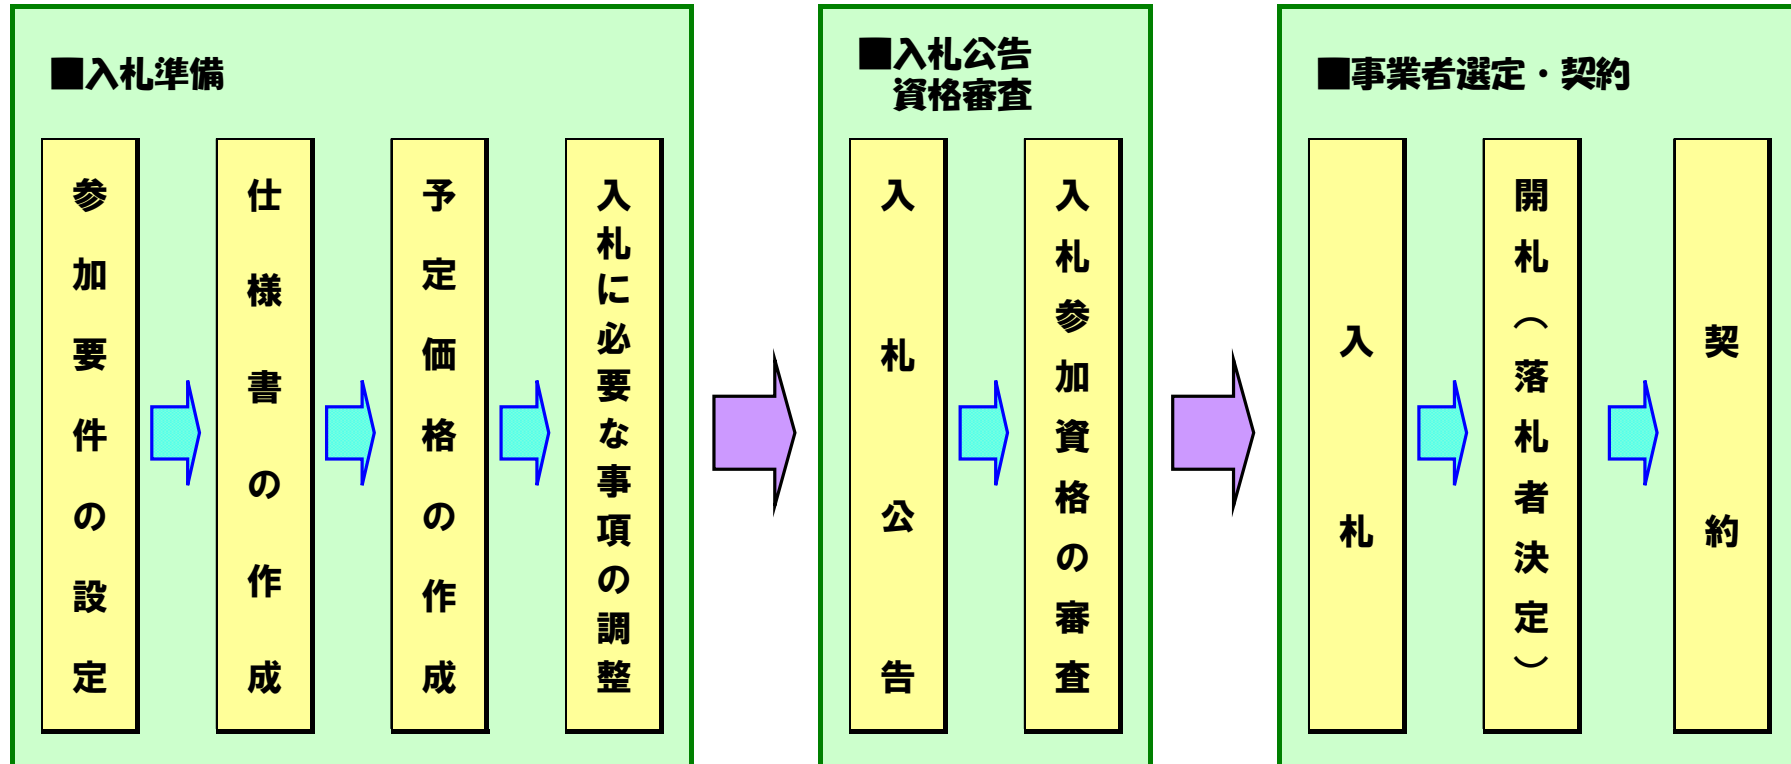 ■入札準備
参加要件の設定
仕様書の作成
予定価格の作成
入札に必要な事項の調整
■入札公告
資格審査
入札公告
入札参加資格の審査
■事業者選定・契約
入札
開札（落札者決定）
契約